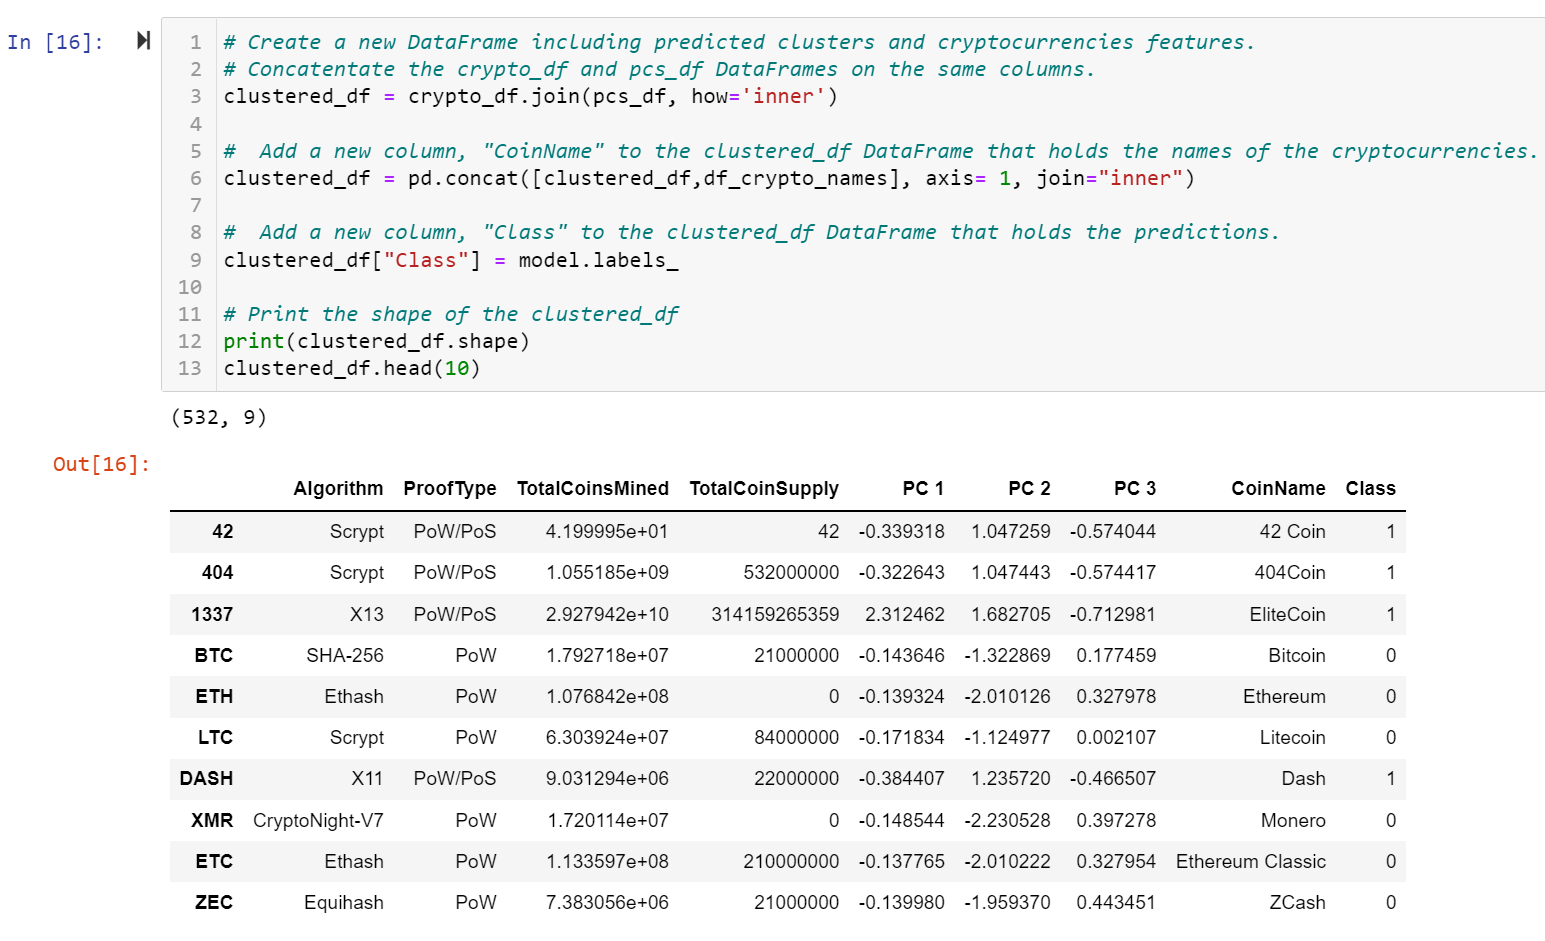 In [16]:
1 # Create a new DataFrame including predicted clusters and cryptocurrencies features.
2 # Concatentate the crypto_df and pcs_df DataFrames on the same columns.
3 clustered_df = crypto_df.join(pcs_df, how='inner')
4
5 #  Add a new column, "CoinName" to the clustered_df DataFrame that holds the names of the cryptocurrencies.
6 clustered_df = pd.concat([clustered_df,df_crypto_names], axis= 1, join="inner")
7
8 #  Add a new column, "Class" to the clustered_df DataFrame that holds the predictions.
9 clustered_df["Class"] = model.labels_
10
11 # Print the shape of the clustered_df
12 print(clustered_df.shape)
13 clustered_df.head(10)
(532, 9)
Out[16]:
Algorithm ProofType TotalCoinsMined TotalCoinSupply PC 1 PC 2 PC 3 CoinName Class
42 Scrypt PoW/PoS 4.199995e+01 42 -0.339318 1.047259 -0.574044 42 Coin 1
404 Scrypt PoW/PoS 1.055185e+09 532000000 -0.322643 1.047443 -0.574417 404Coin 1
1337 X13 PoW/PoS 2.927942e+10 314159265359 2.312462 1.682705 -0.712981 EliteCoin 1
BTC SHA-256 PoW 1.792718e+07 21000000 -0.143646 -1.322869 0.177459 Bitcoin 0
ETH Ethash PoW 1.076842e+08 0 -0.139324 -2.010126 0.327978 Ethereum 0
LTC Scrypt PoW 6.303924e+07 84000000 -0.171834 -1.124977 0.002107 Litecoin 0
DASH X11 PoW/PoS 9.031294e+06 22000000 -0.384407 1.235720 -0.466507 Dash 1
XMR CryptoNight-V7 PoW 1.720114e+07 0 -0.148544 -2.230528 0.397278 Monero 0
ETC Ethash PoW 1.133597e+08 210000000 -0.137765 -2.010222 0.327954 Ethereum Classic 0
ZEC Equihash PoW 7.383056e+06 21000000 -0.139980 -1.959370 0.443451 ZCash 0